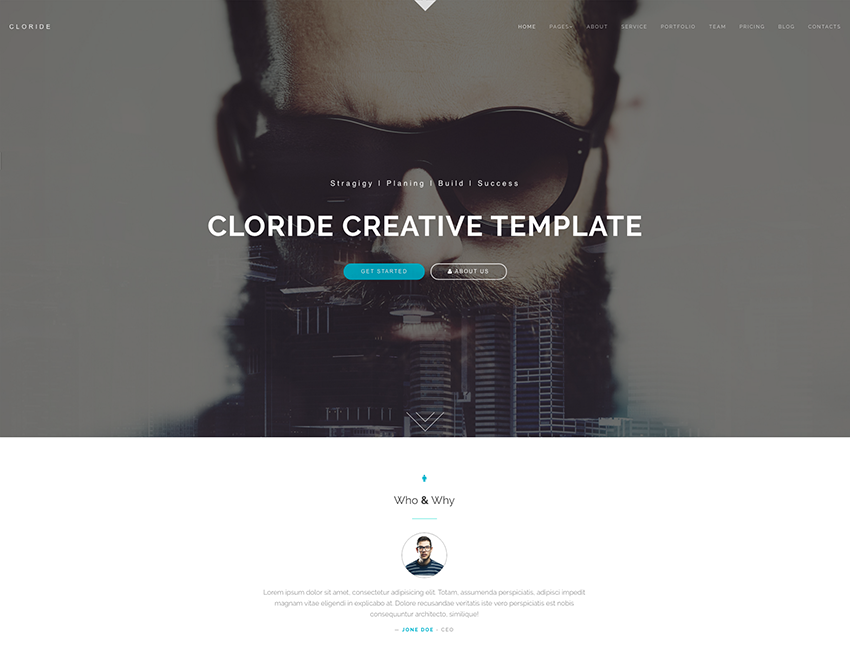 CLORIDE
HOME PAGES ABOUT SERVICE PORTFOLIO TEAM PRICING BLOG CONTACTS
Stragigy | Planing | Build | Success
CLORIDE CREATIVE TEMPLATE
GET STARTED ABOUT US
Who & Why
Lorem ipsum dolor sit amet, consectetur adipisicing elit. Totam, assumenda perspiciatis, adipisci impedit
magnam vitae eligendi in explicabo at. Dolore recusandae veritatis iste vero perspiciatis est nobis
consequuntur architecto, similique!
— JONE DOE - CEO